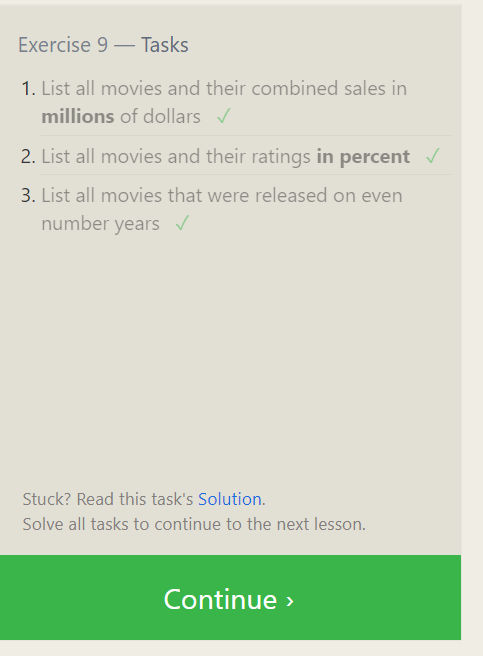 Exercise 9 — Tasks
1. List all movies and their combined sales in
millions of dollars ✓
2. List all movies and their ratings in percent ✓
3. List all movies that were released on even
number years ✓
Stuck? Read this task's Solution.
Solve all tasks to continue to the next lesson.
Continue ›